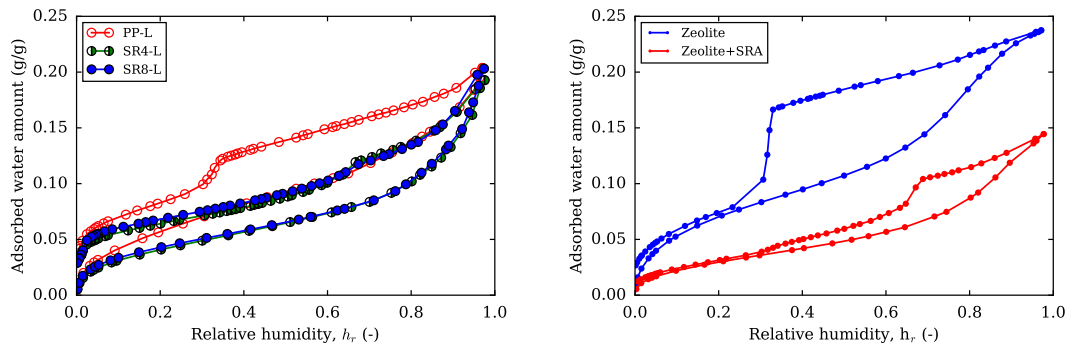 0.25
0.20
0.15
0.10
0.05
0.00
Adsorbed water amount (g/g)
PP-L
SR4-L
SR8-L
0.0 0.2 0.4 0.6 0.8 1.0
Relative humidity, hᵣ (-)
0.25
0.20
0.15
0.10
0.05
0.00
Adsorbed water amount (g/g)
Zeolite
Zeolite+SRA
0.0 0.2 0.4 0.6 0.8 1.0
Relative humidity, hᵣ (-)